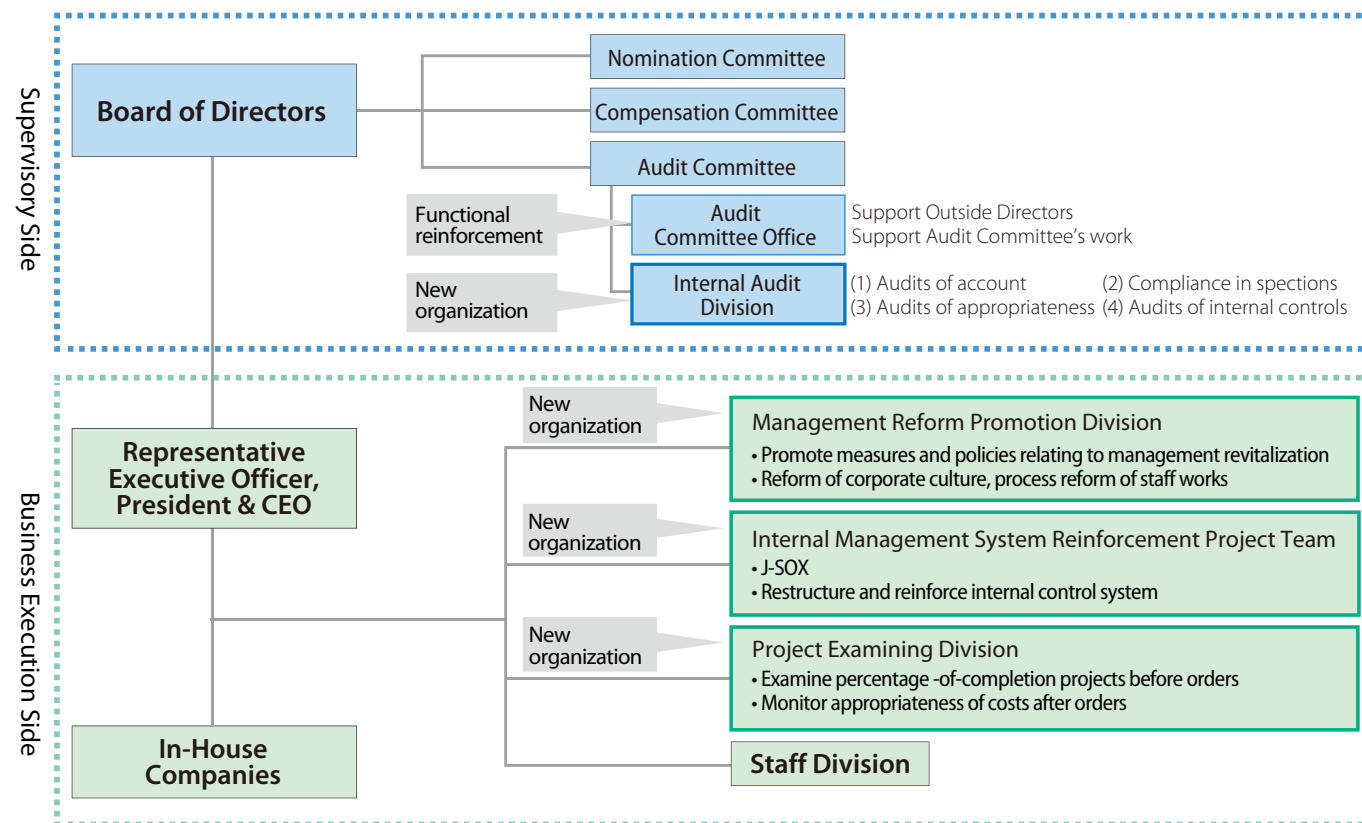 Supervisory Side
Board of Directors
Nomination Committee
Compensation Committee
Audit Committee
Functional
reinforcement
Audit
Committee Office
Support Outside Directors
Support Audit Committee's work
New
organization
Internal Audit
Division
(1) Audits of account (2) Compliance in spections
(3) Audits of appropriateness (4) Audits of internal controls
Business Execution Side
Representative
Executive Officer,
President & CEO
New
organization
Management Reform Promotion Division
• Promote measures and policies relating to management revitalization
• Reform of corporate culture, process reform of staff works
New
organization
Internal Management System Reinforcement Project Team
• J-SOX
• Restructure and reinforce internal control system
New
organization
Project Examining Division
• Examine percentage -of-completion projects before orders
• Monitor appropriateness of costs after orders
In-House
Companies
Staff Division